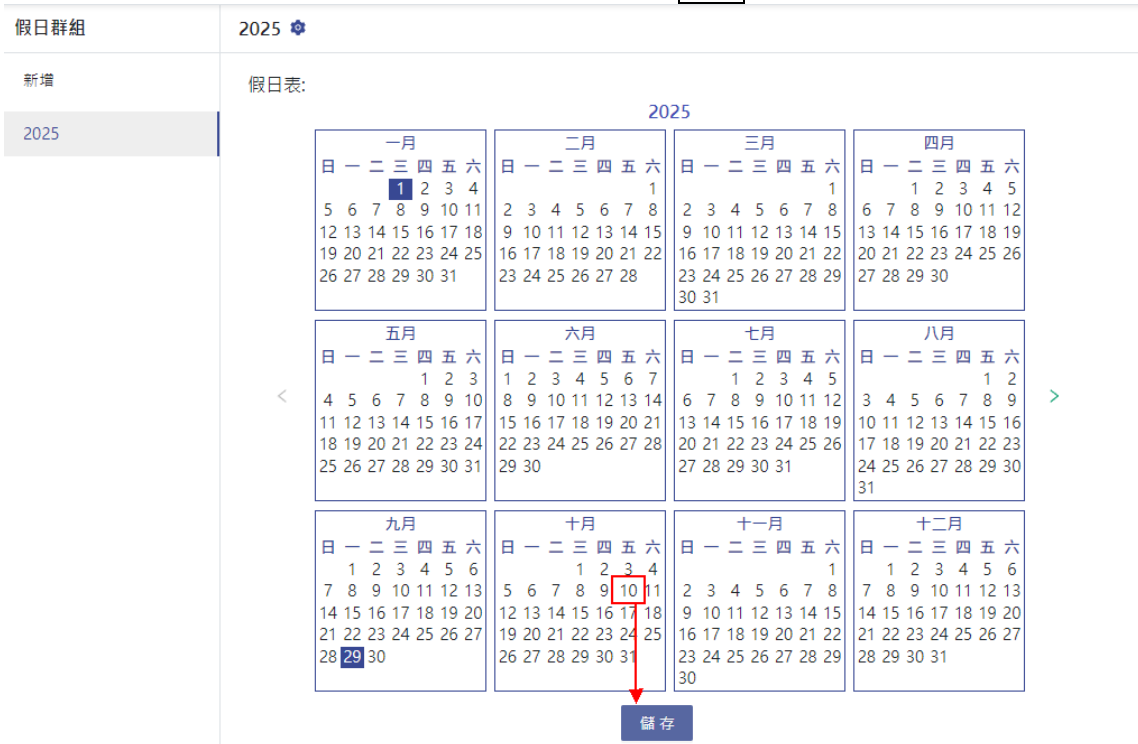 假日群組
2025
新增
2025
假日表:
2025
一月 二月 三月 四月
日 一 二 三 四 五 六 日 一 二 三 四 五 六 日 一 二 三 四 五 六 日 一 二 三 四 五 六
1 2 3 4 1 1 1 2 3 4 5
5 6 7 8 9 10 11 2 3 4 5 6 7 8 2 3 4 5 6 7 8 6 7 8 9 10 11 12
12 13 14 15 16 17 18 9 10 11 12 13 14 15 9 10 11 12 13 14 15 13 14 15 16 17 18 19
19 20 21 22 23 24 25 16 17 18 19 20 21 22 16 17 18 19 20 21 22 20 21 22 23 24 25 26
26 27 28 29 30 31 23 24 25 26 27 28 23 24 25 26 27 28 29 27 28 29 30
30 31
五月 六月 七月 八月
日 一 二 三 四 五 六 日 一 二 三 四 五 六 日 一 二 三 四 五 六 日 一 二 三 四 五 六
1 2 3 1 2 3 4 5 6 7 1 2 3 4 5 1 2
4 5 6 7 8 9 10 8 9 10 11 12 13 14 6 7 8 9 10 11 12 3 4 5 6 7 8 9
11 12 13 14 15 16 17 15 16 17 18 19 20 21 13 14 15 16 17 18 19 10 11 12 13 14 15 16
18 19 20 21 22 23 24 22 23 24 25 26 27 28 20 21 22 23 24 25 26 17 18 19 20 21 22 23
25 26 27 28 29 30 31 29 30 27 28 29 30 31 24 25 26 27 28 29 30
31
九月 十月 十一月 十二月
日 一 二 三 四 五 六 日 一 二 三 四 五 六 日 一 二 三 四 五 六 日 一 二 三 四 五 六
1 2 3 4 5 6 1 2 3 4 1 1 2 3 4 5 6
7 8 9 10 11 12 13 5 6 7 8 9 10 11 2 3 4 5 6 7 8 7 8 9 10 11 12 13
14 15 16 17 18 19 20 12 13 14 15 16 17 18 9 10 11 12 13 14 15 14 15 16 17 18 19 20
21 22 23 24 25 26 27 19 20 21 22 23 24 25 16 17 18 19 20 21 22 21 22 23 24 25 26 27
28 29 30 26 27 28 29 30 31 23 24 25 26 27 28 29 28 29 30 31
30
儲存